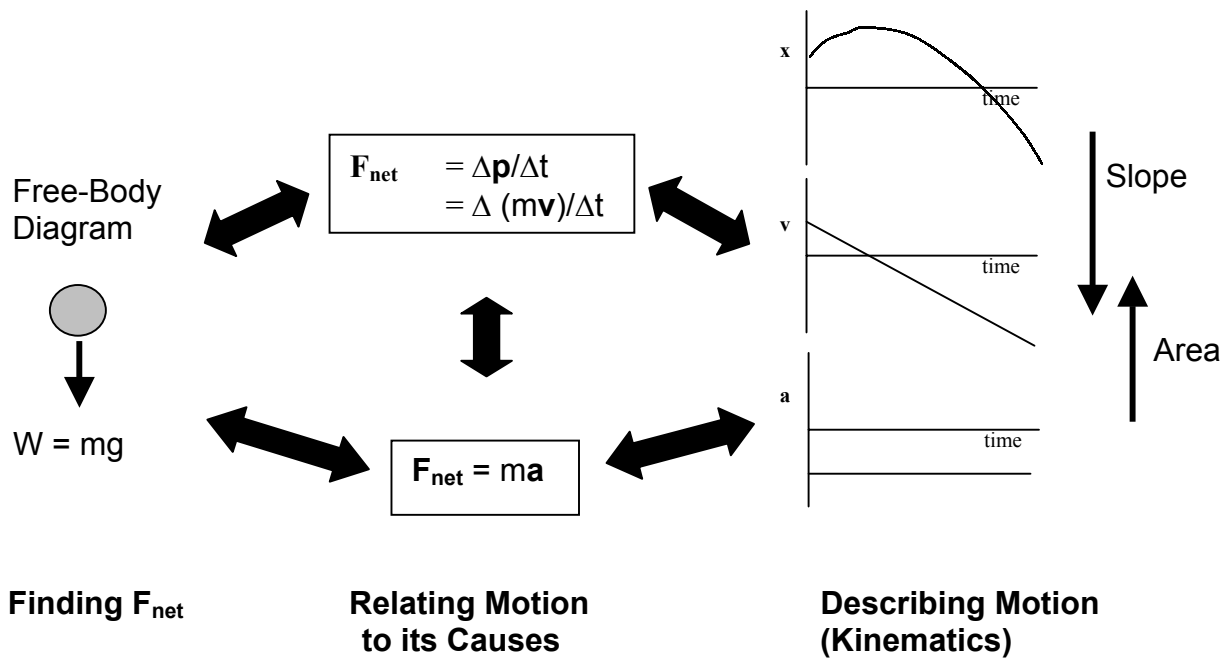 Free-Body
Diagram
W = mg
Finding Fnet
Fnet = Δp/Δt
= Δ (mv)/Δt
Fnet = ma
Relating Motion
to its Causes
x
time
v
time
a
time
Slope
Area
Describing Motion
(Kinematics)